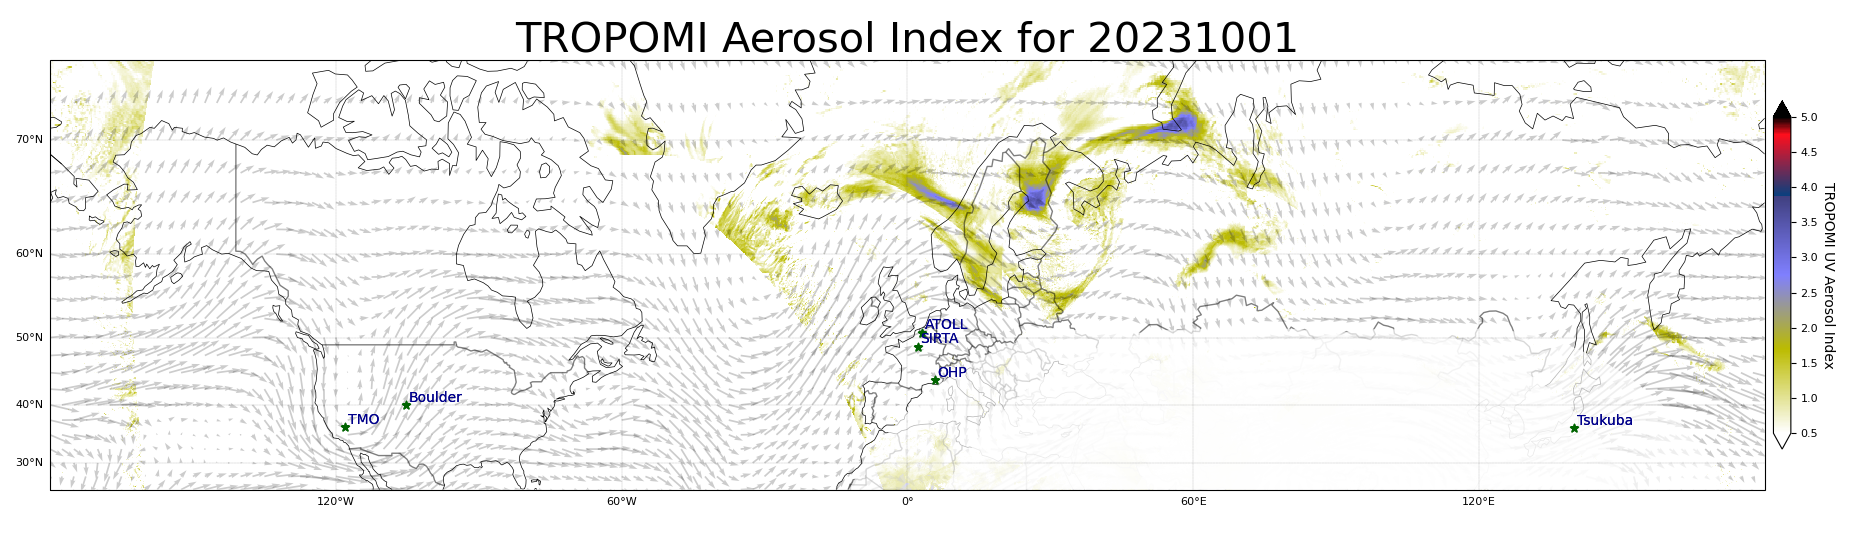 TROPOMI Aerosol Index for 20231001
70°N
60°N
50°N
40°N
30°N
120°W
60°W
0°
60°E
120°E
ATOLL
SIRTA
OHP
Boulder
TMO
Tsukuba
5.0
4.5
4.0
3.5
3.0
2.5
2.0
1.5
1.0
0.5
TROPOMI UV Aerosol Index